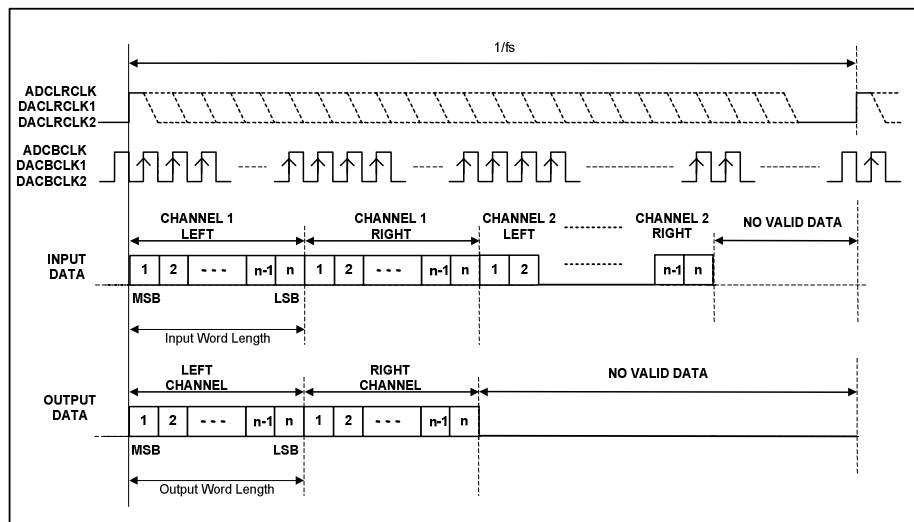 1/fs
ADCLRCLK
DACLRCLK1
DACLRCLK2
ADCBCLK
DACBCLK1
DACBCLK2
CHANNEL 1 LEFT
CHANNEL 1 RIGHT
CHANNEL 2 LEFT
CHANNEL 2 RIGHT
NO VALID DATA
INPUT DATA
1 2 - - - n-1 n 1 2 - - - n-1 n 1 2 n-1 n
MSB LSB
Input Word Length
LEFT CHANNEL
RIGHT CHANNEL
NO VALID DATA
OUTPUT DATA
1 2 - - - n-1 n 1 2 - - - n-1 n
MSB LSB
Output Word Length